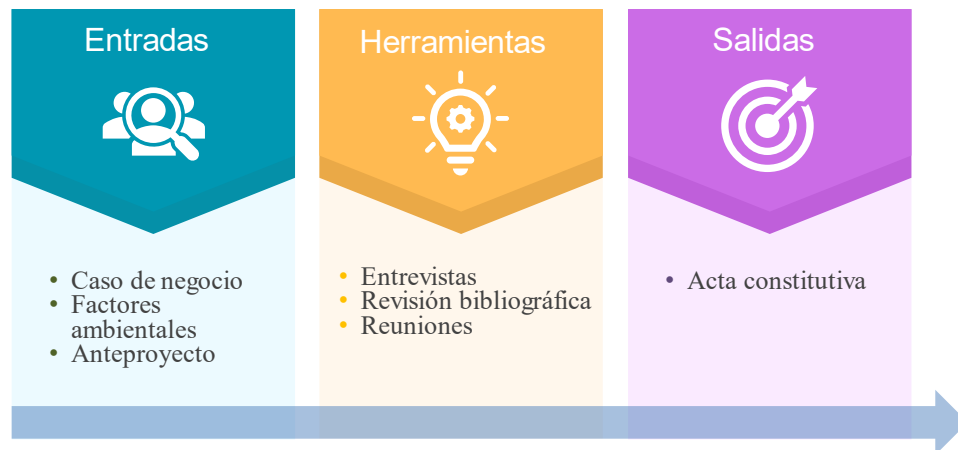 Entradas
• Caso de negocio
• Factores
ambientales
• Anteproyecto
Herramientas
• Entrevistas
• Revisión bibliográfica
• Reuniones
Salidas
• Acta constitutiva